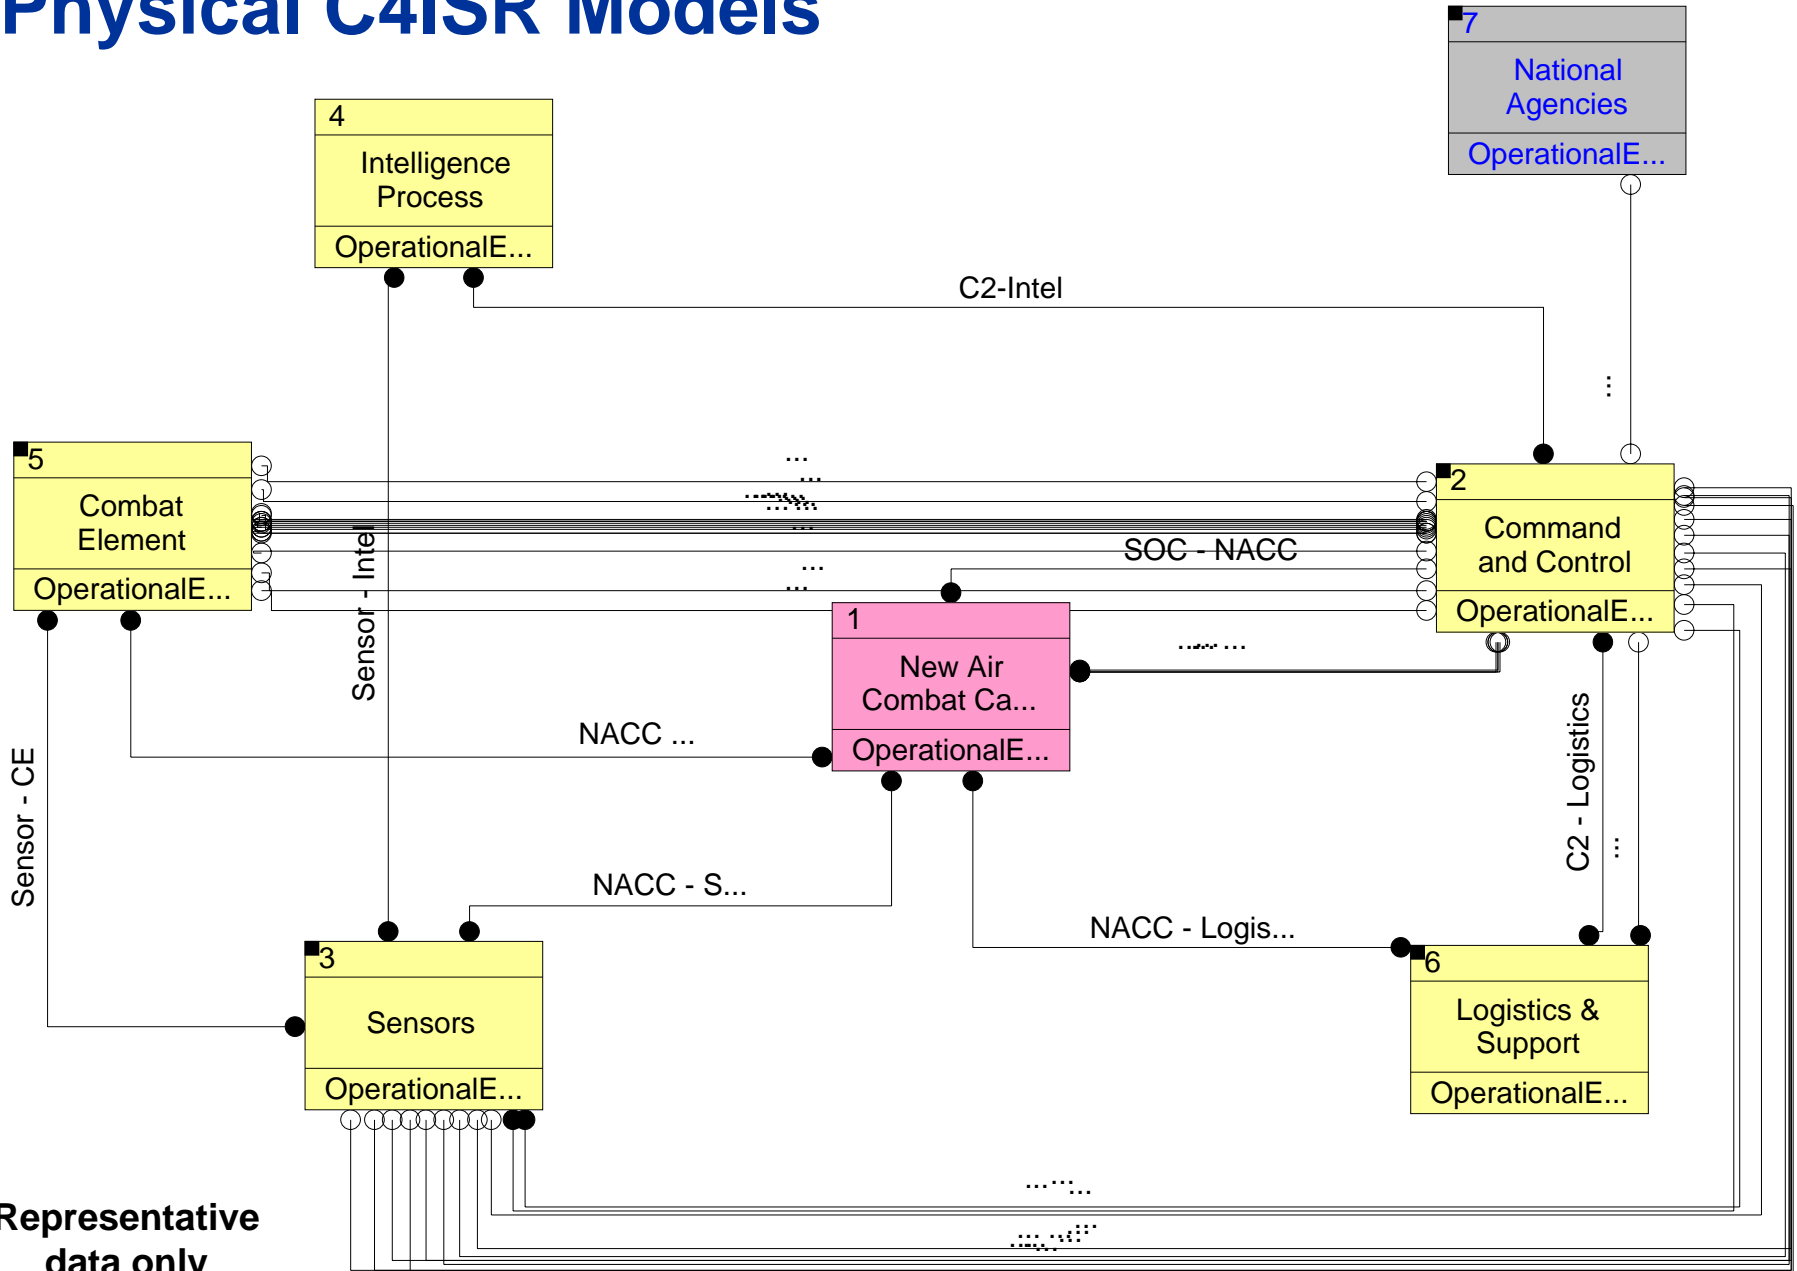 Physical C4ISR Models
7
National
Agencies
OperationalE...
4
Intelligence
Process
OperationalE...
C2-Intel
...
5
Combat
Element
OperationalE...
...
...
...
...
...
Sensor - Intel
SOC - NACC
2
Command
and Control
OperationalE...
1
New Air
Combat Ca...
OperationalE...
...
NACC ...
Sensor - CE
C2 - Logistics
...
NACC - S...
NACC - Logis...
3
Sensors
OperationalE...
6
Logistics &
Support
OperationalE...
...
...
Representative
data only